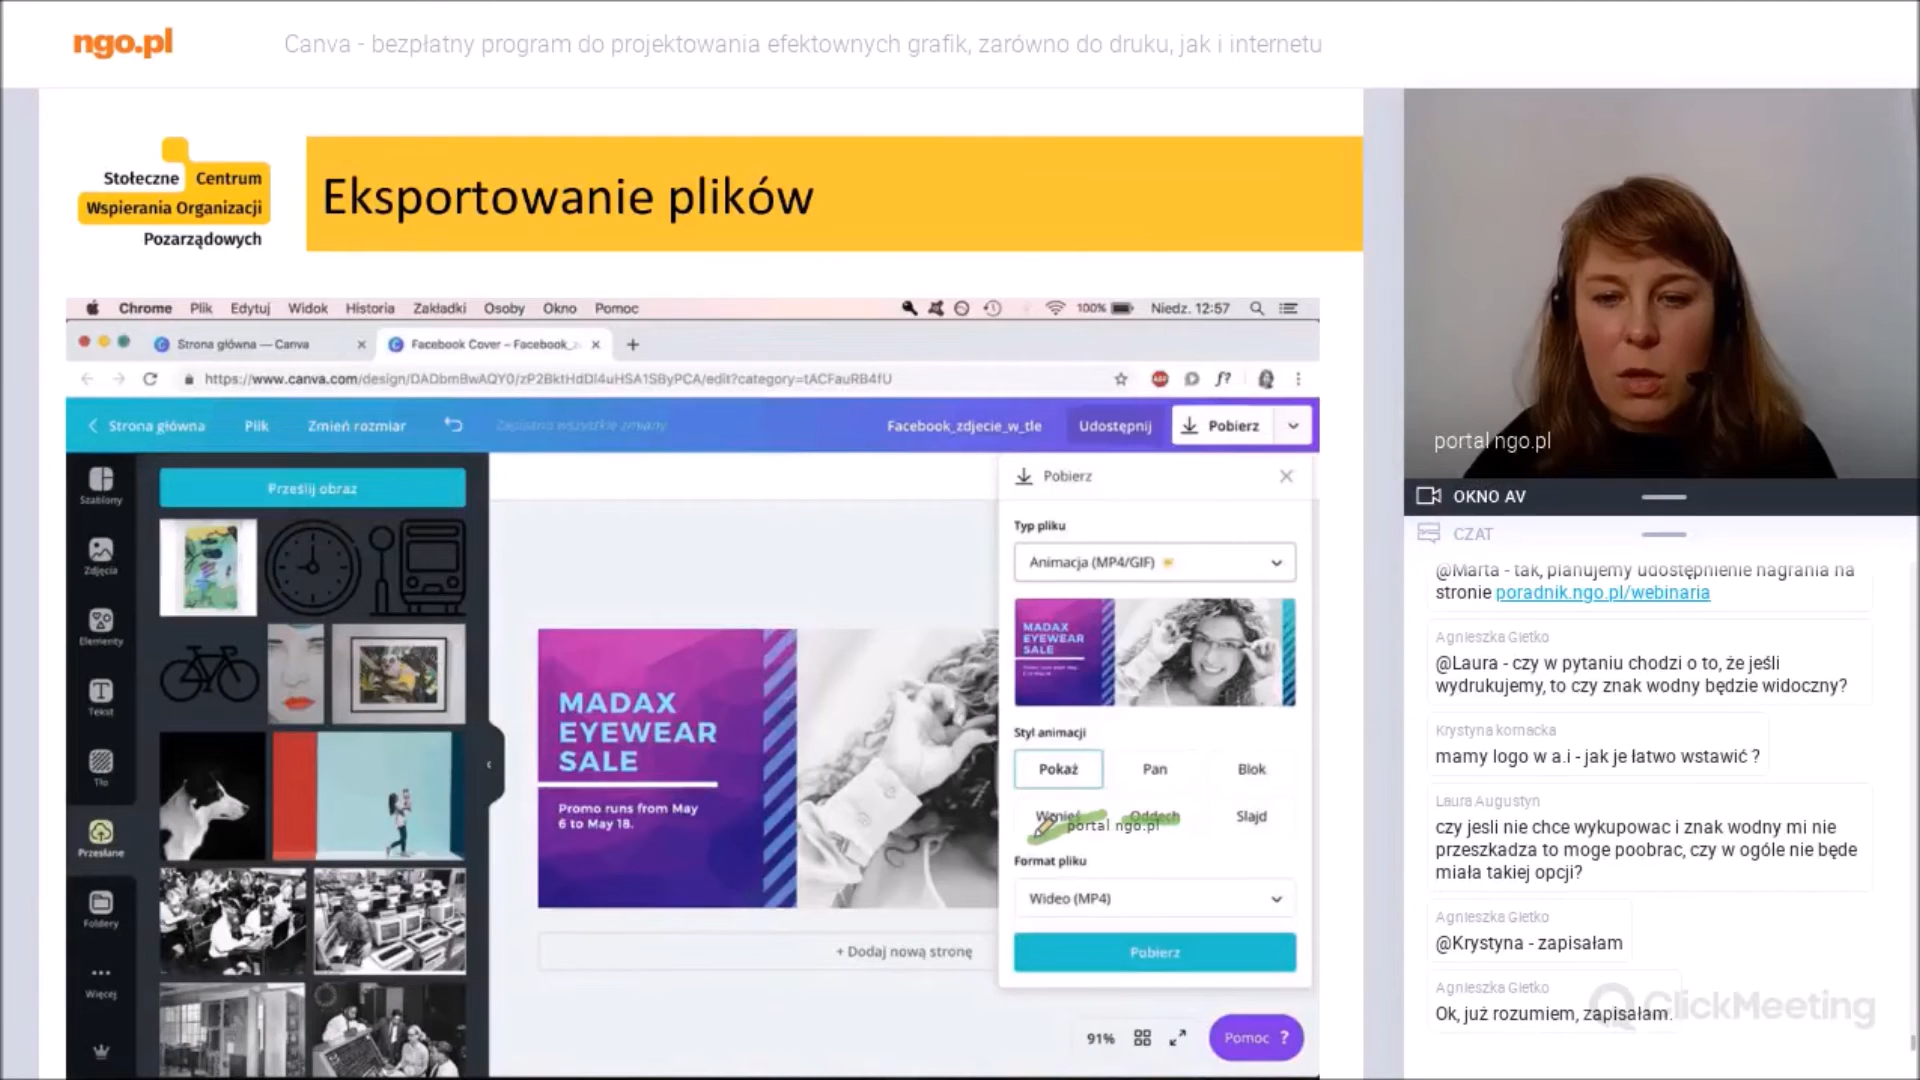 ngo.pl
Canva - bezpłatny program do projektowania efektownych grafik, zarówno do druku, jak i internetu
Stołeczne Centrum
Wspierania Organizacji
Pozarządowych
Eksportowanie plików
Chrome Plik Edytuj Widok Historia Zakładki Osoby Okno Pomoc
100% Niedz. 12:57
Strona główna — Canva
Facebook Cover – Facebook_z
https://www.canva.com/design/DADbmBwAQY0/zP2BktHdDl4uHSA1SByPCA/edit?category=tACFauRB4fU
Strona główna Plik Zmień rozmiar Zapisano wszystkie zmiany Facebook_zdjecie_w_tle Udostępnij Pobierz
Szablony
Zdjęcia
Elementy
Tekst
Tło
Przesłane
Foldery
Więcej
Prześlij obraz
MADAX
EYEWEAR
SALE
Promo runs from May
6 to May 18.
+ Dodaj nową stronę
Pobierz
Typ pliku
Animacja (MP4/GIF)
MADAX
EYEWEAR
SALE
Styl animacji
Pokaż Pan Blok
Wznieś Oddech Slajd
portal ngo.pl
Format pliku
Wideo (MP4)
Pobierz
91%
Pomoc ?
portal ngo.pl
OKNO AV
CZAT
@Marta - tak, planujemy udostępnienie nagrania na
stronie poradnik.ngo.pl/webinaria
Agnieszka Gietko
@Laura - czy w pytaniu chodzi o to, że jeśli
wydrukujemy, to czy znak wodny będzie widoczny?
Krystyna kornacka
mamy logo w a.i - jak je łatwo wstawić ?
Laura Augustyn
czy jesli nie chce wykupowac i znak wodny mi nie
przeszkadza to moge poobrac, czy w ogóle nie będe
miała takiej opcji?
Agnieszka Gietko
@Krystyna - zapisałam
Agnieszka Gietko
Ok, już rozumiem, zapisałam.
ClickMeeting